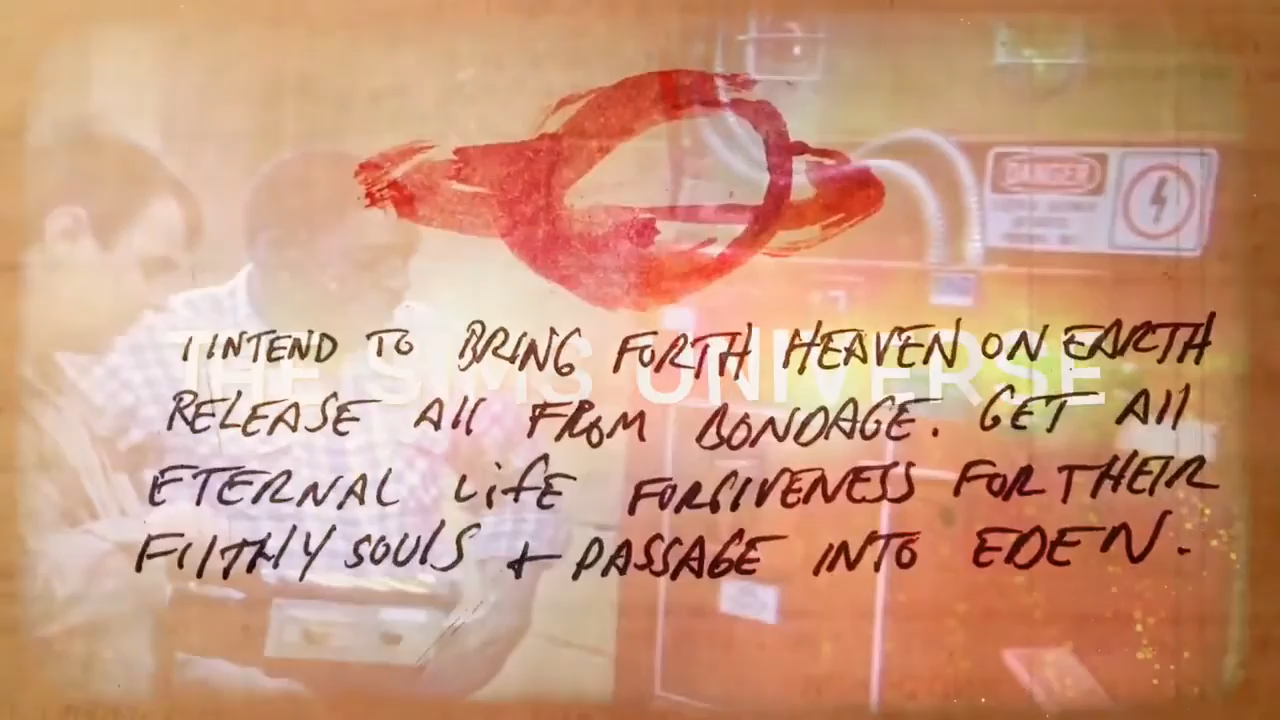 DANGER
I INTEND TO BRING FORTH HEAVEN ON EARTH
THE SIMS UNIVERSE
RELEASE All FROM BONDAGE. GET All
ETERNAL LifE FORGIVENESS FOR THEIR
FIlTHY SOUlS + PASSAGE INTO EDEN.